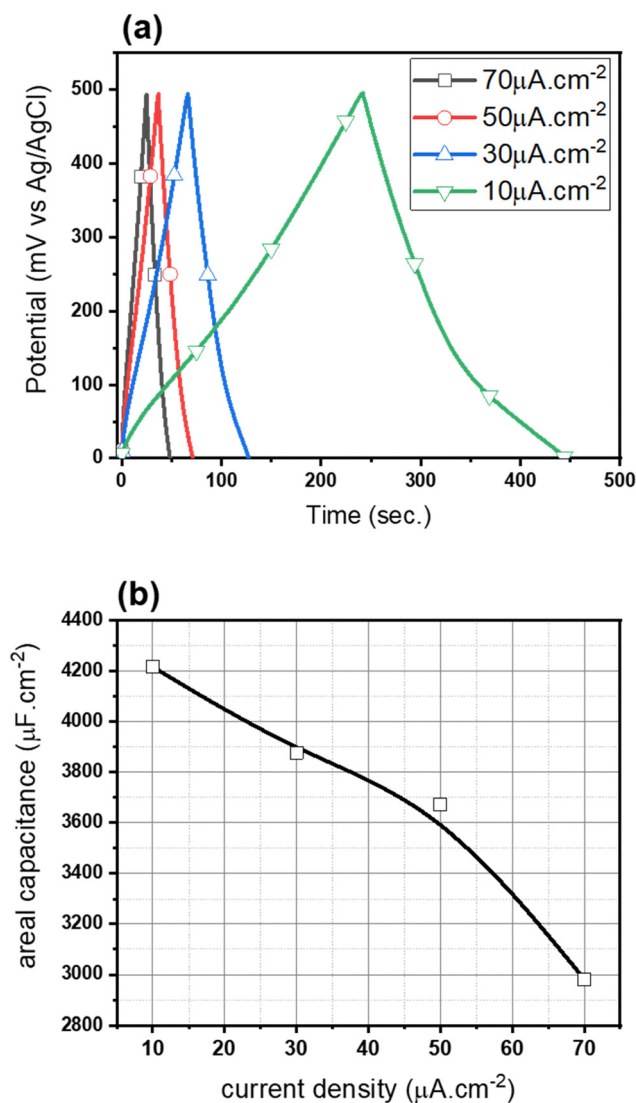 (a)
500
400
300
200
100
0
Potential (mV vs Ag/AgCl)
70μA.cm-2
50μA.cm-2
30μA.cm-2
10μA.cm-2
0 100 200 300 400 500
Time (sec.)
(b)
4400
4200
4000
3800
3600
3400
3200
3000
2800
areal capacitance (μF.cm-2)
10 20 30 40 50 60 70
current density (μA.cm-2)